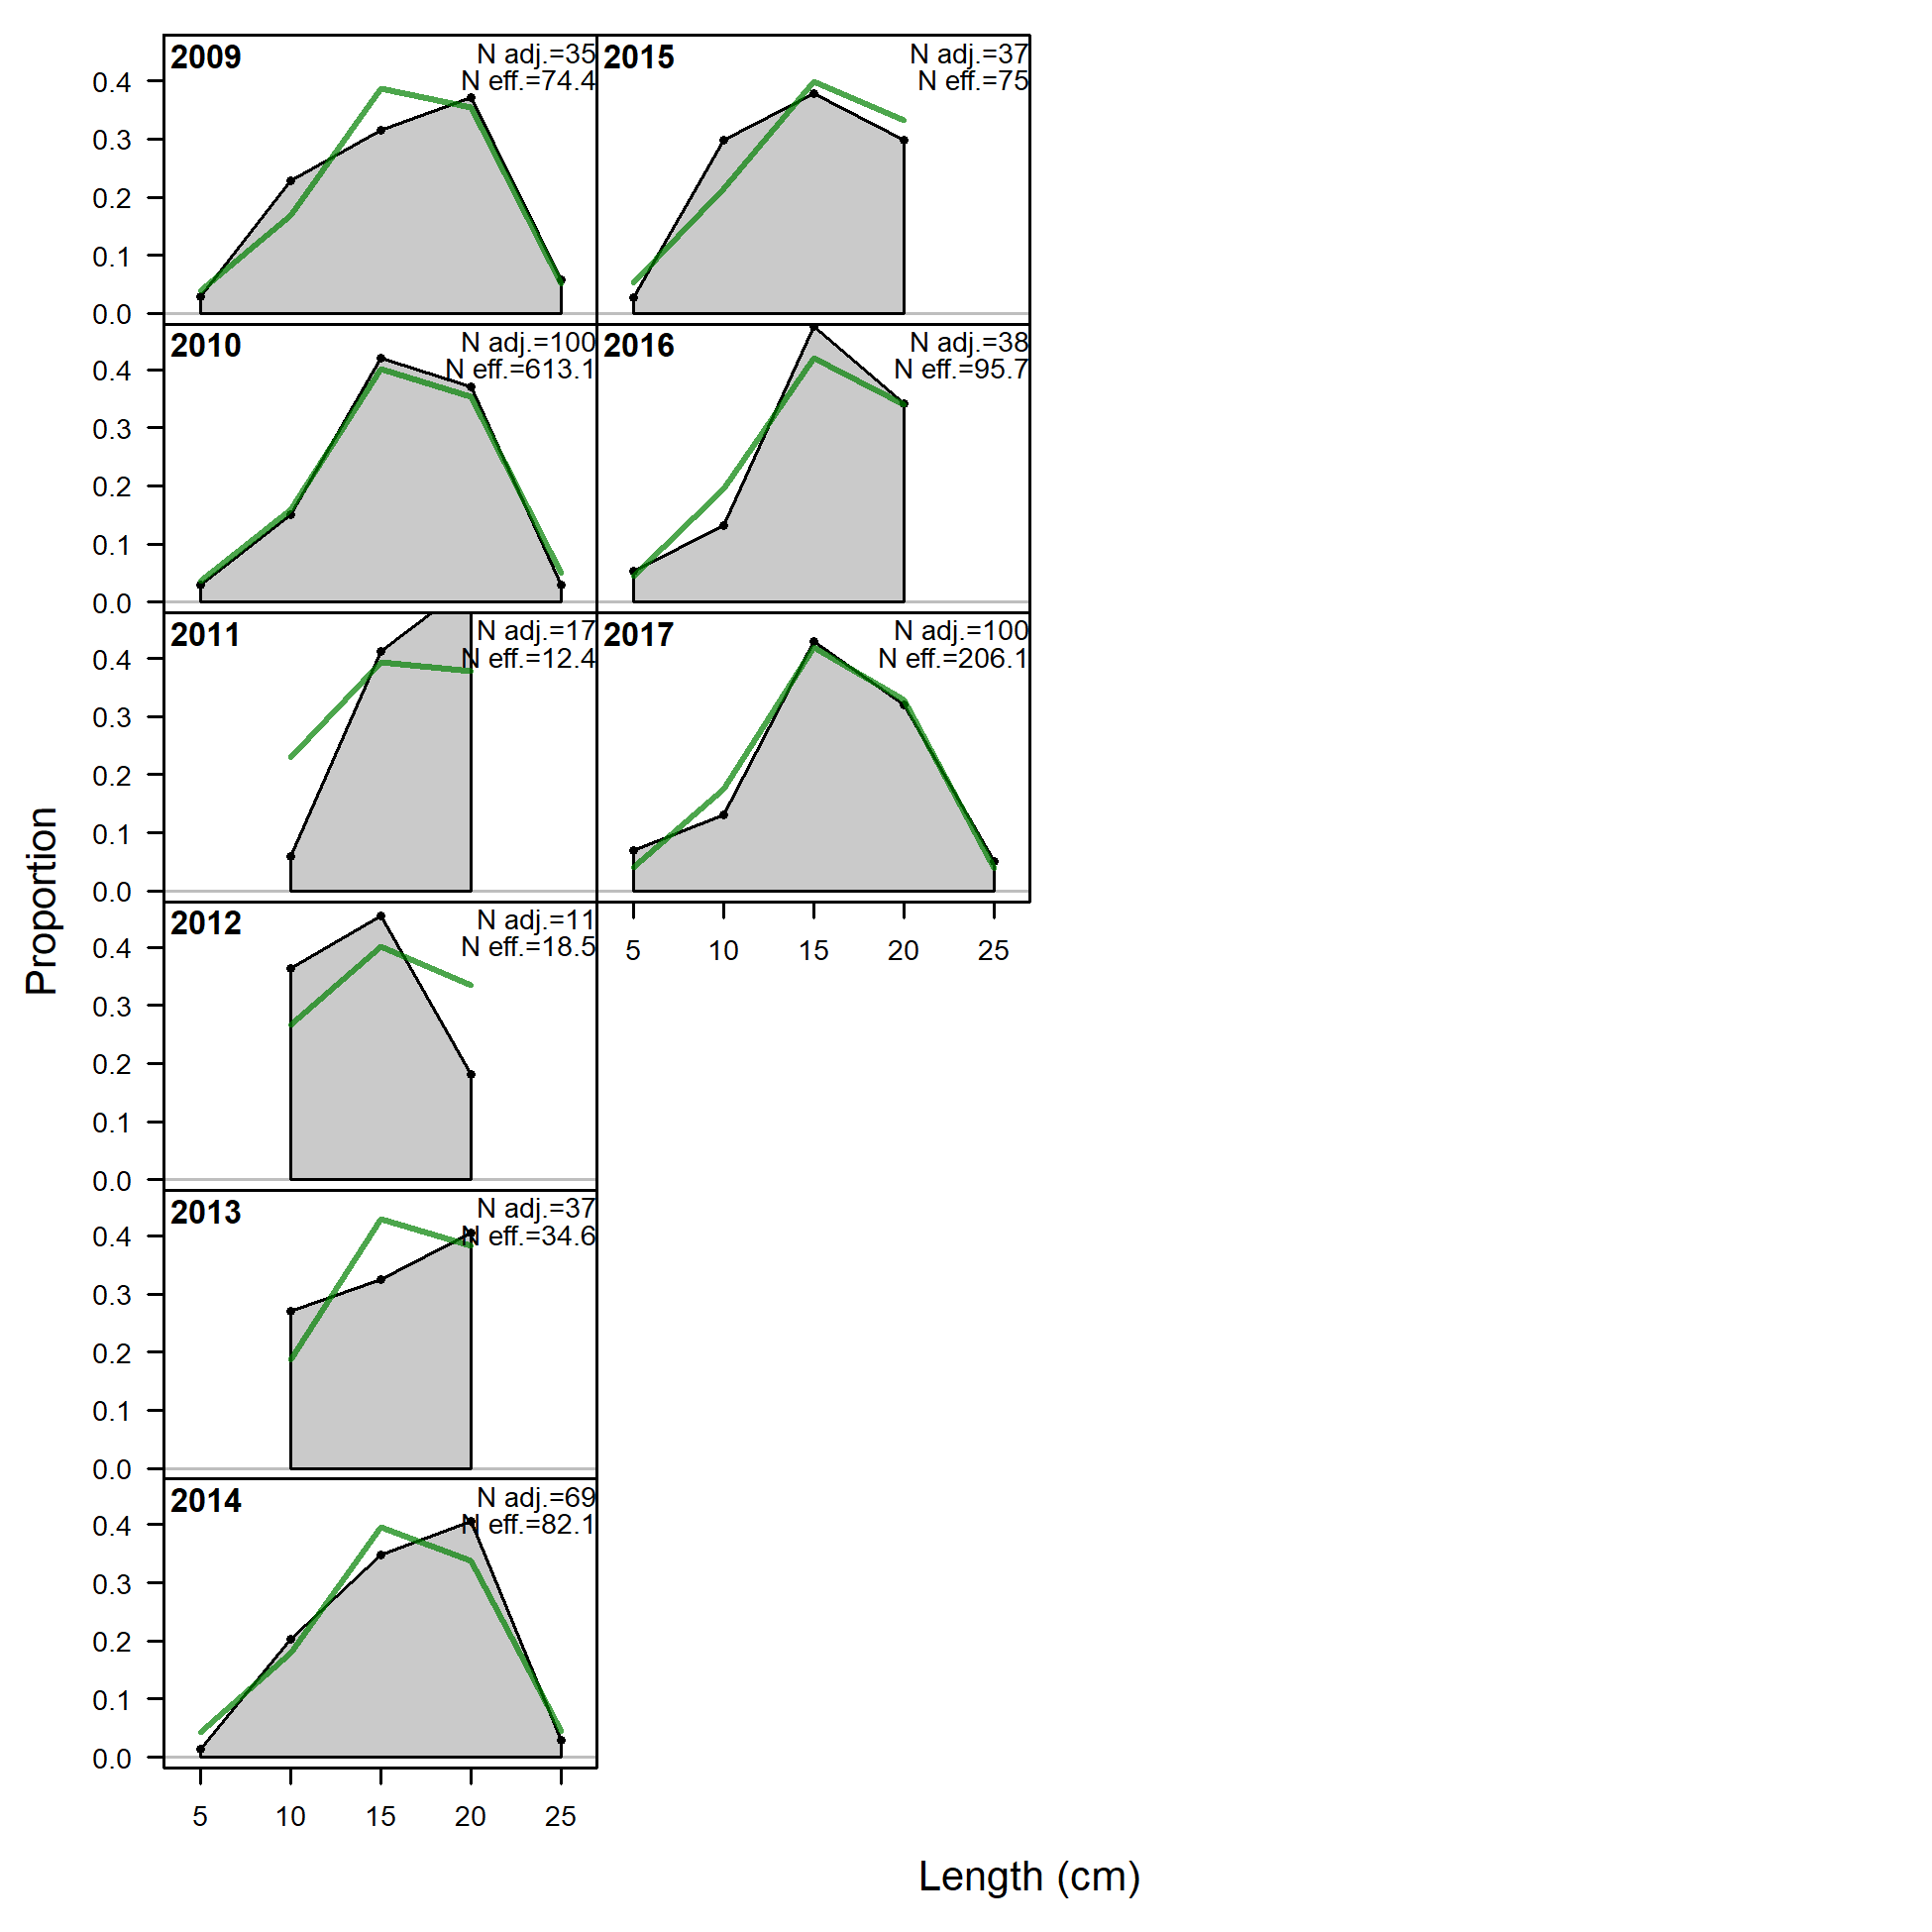 Proportion
2009
N adj.=35
N eff.=74.4
0.4
0.3
0.2
0.1
0.0
2010
N adj.=100
N eff.=613.1
0.4
0.3
0.2
0.1
0.0
2011
N adj.=17
N eff.=12.4
0.4
0.3
0.2
0.1
0.0
2012
N adj.=11
N eff.=18.5
0.4
0.3
0.2
0.1
0.0
2013
N adj.=37
N eff.=34.6
0.4
0.3
0.2
0.1
0.0
2014
N adj.=69
N eff.=82.1
0.4
0.3
0.2
0.1
0.0
5 10 15 20 25
2015
N adj.=37
N eff.=75
2016
N adj.=38
N eff.=95.7
2017
N adj.=100
N eff.=206.1
5 10 15 20 25
Length (cm)